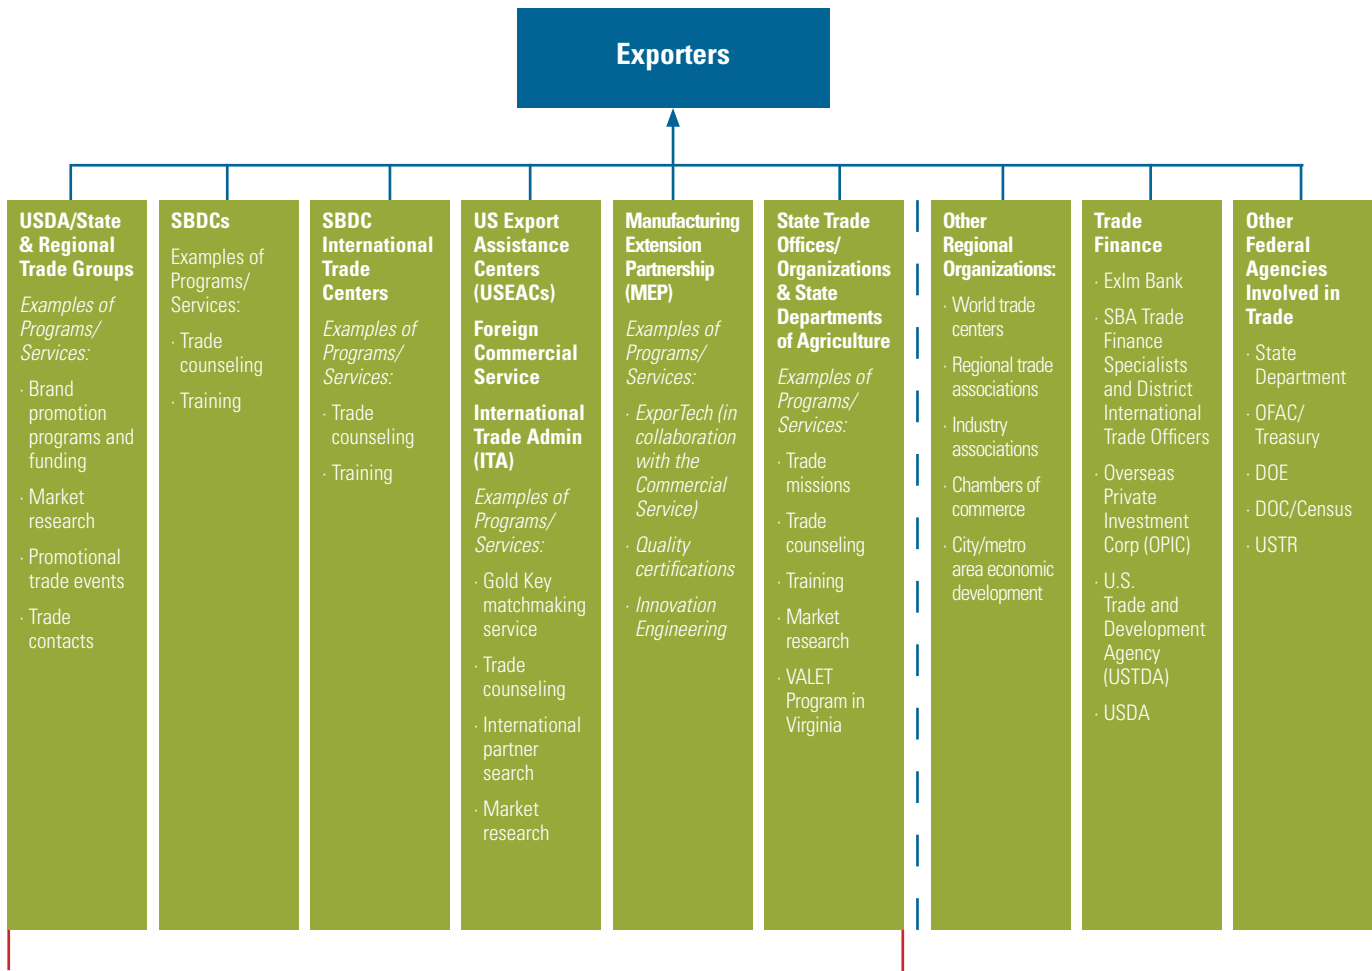 Exporters
USDA/State
& Regional
Trade Groups
Examples of
Programs/
Services:
· Brand
promotion
programs and
funding
· Market
research
· Promotional
trade events
· Trade
contacts
SBDCs
Examples of
Programs/
Services:
· Trade
counseling
· Training
SBDC
International
Trade
Centers
Examples of
Programs/
Services:
· Trade
counseling
· Training
US Export
Assistance
Centers
(USEACs)
Foreign
Commercial
Service
International
Trade Admin
(ITA)
Examples of
Programs/
Services:
· Gold Key
matchmaking
service
· Trade
counseling
· International
partner
search
· Market
research
Manufacturing
Extension
Partnership
(MEP)
Examples of
Programs/
Services:
· ExporTech (in
collaboration
with the
Commercial
Service)
· Quality
certifications
· Innovation
Engineering
State Trade
Offices/
Organizations
& State
Departments
of Agriculture
Examples of
Programs/
Services:
· Trade
missions
· Trade
counseling
· Training
· Market
research
· VALET
Program in
Virginia
Other
Regional
Organizations:
· World trade
centers
· Regional trade
associations
· Industry
associations
· Chambers of
commerce
· City/metro
area economic
development
Trade
Finance
· ExIm Bank
· SBA Trade
Finance
Specialists
and District
International
Trade Officers
· Overseas
Private
Investment
Corp (OPIC)
· U.S.
Trade and
Development
Agency
(USTDA)
· USDA
Other
Federal
Agencies
Involved in
Trade
· State
Department
· OFAC/
Treasury
· DOE
· DOC/Census
· USTR